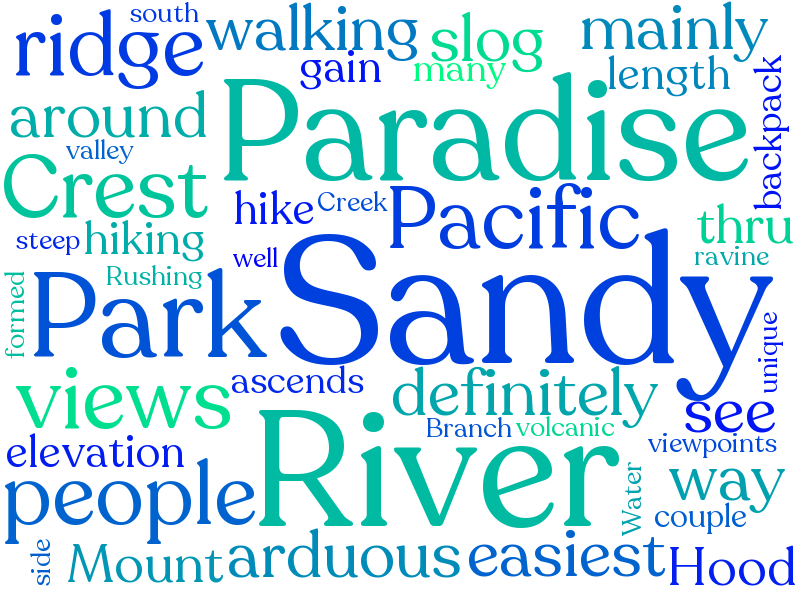 south
ridge
walking
slog
mainly
gain
many
length
backpack
around
Paradise
valley
Crest
hike
Creek
Pacific
thru
steep
hiking
well
ravine
Rushing
Sandy
formed
Park
unique
views
ascends
definitely
see
Branch
volcanic
viewpoints
elevation
River
people
Water
way
couple
side
Mount
arduous
easiest
Hood